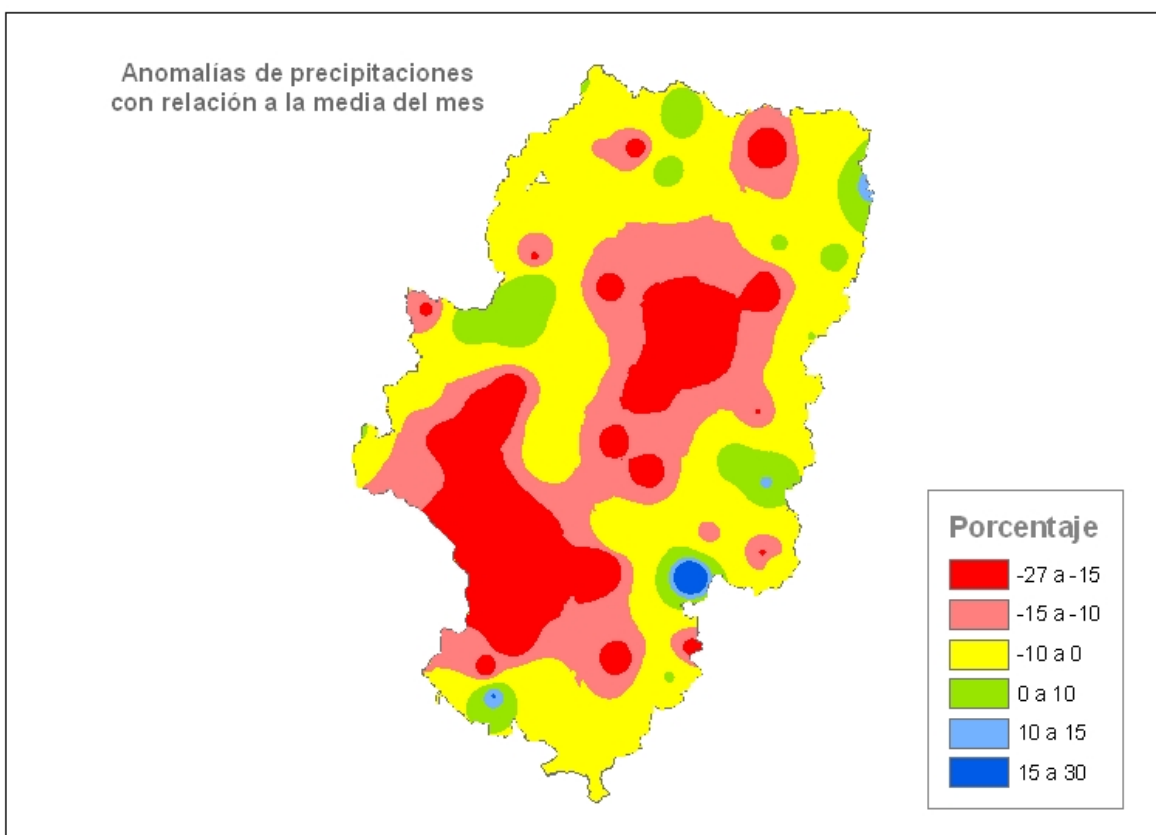 Anomalías de precipitaciones
con relación a la media del mes
Porcentaje
-27 a -15
-15 a -10
-10 a 0
0 a 10
10 a 15
15 a 30